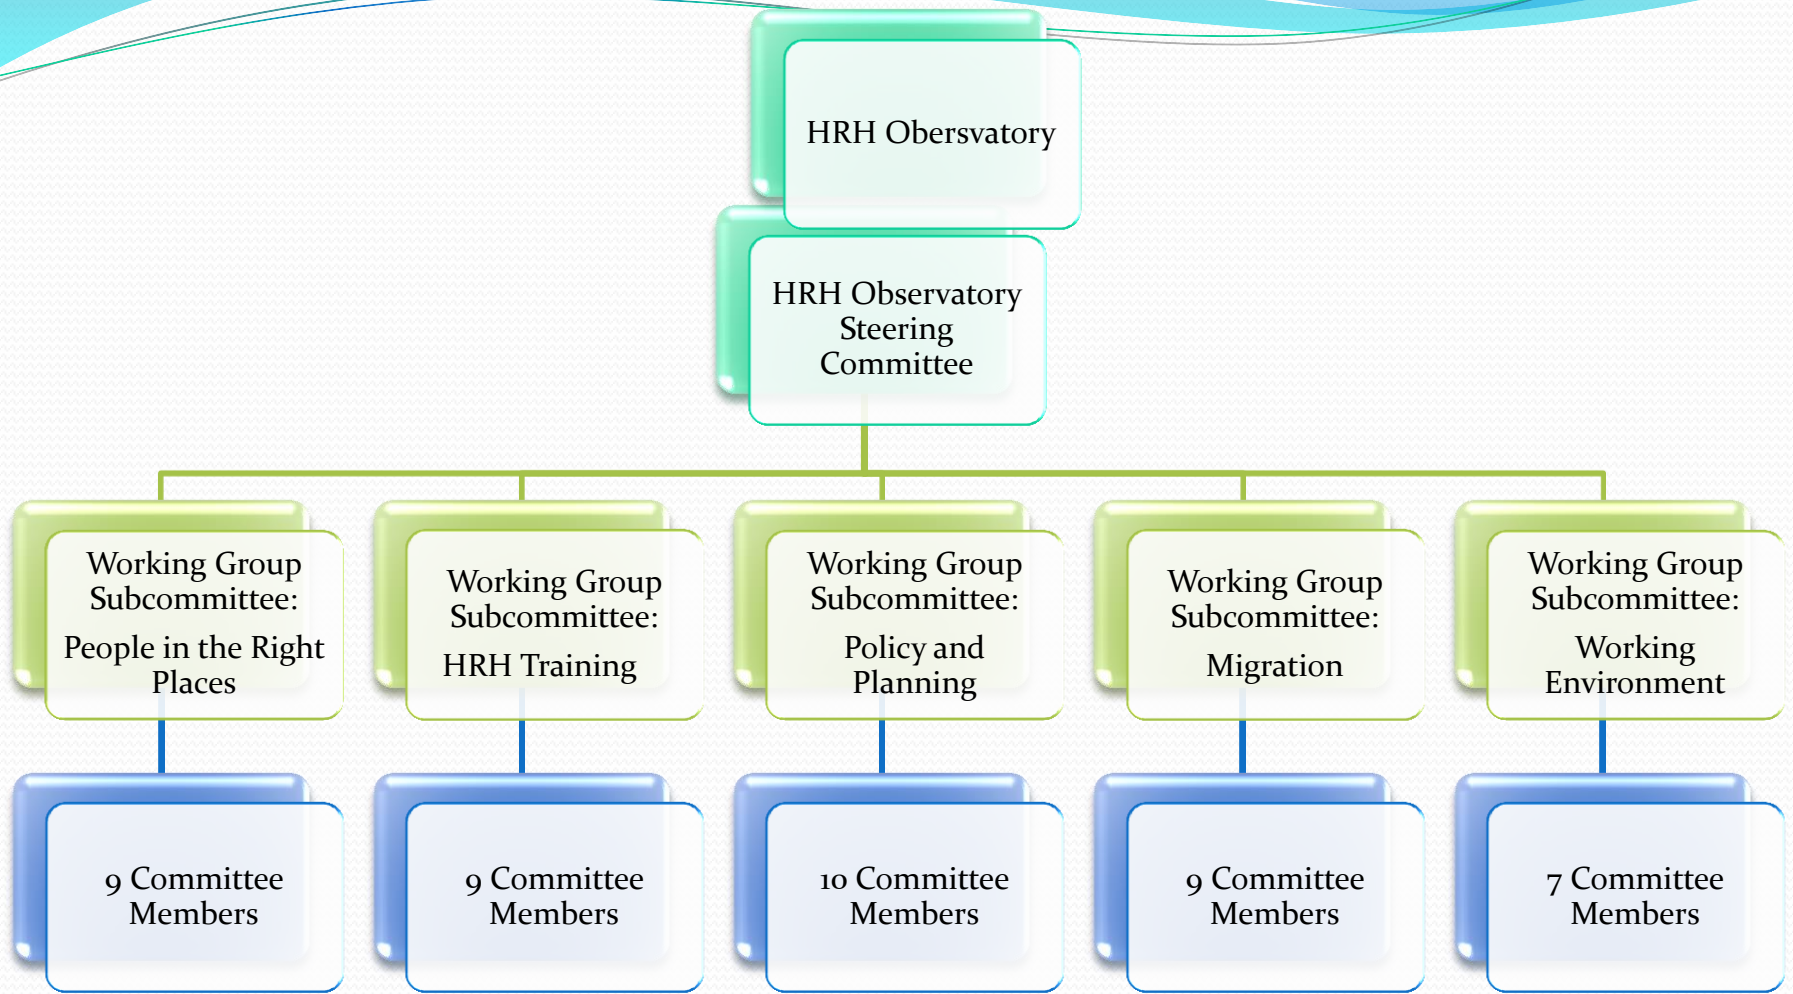 HRH Obersvatory
HRH Observatory
Steering
Committee
Working Group
Subcommittee:
People in the Right
Places
Working Group
Subcommittee:
HRH Training
Working Group
Subcommittee:
Policy and
Planning
Working Group
Subcommittee:
Migration
Working Group
Subcommittee:
Working
Environment
9 Committee
Members
9 Committee
Members
10 Committee
Members
9 Committee
Members
7 Committee
Members